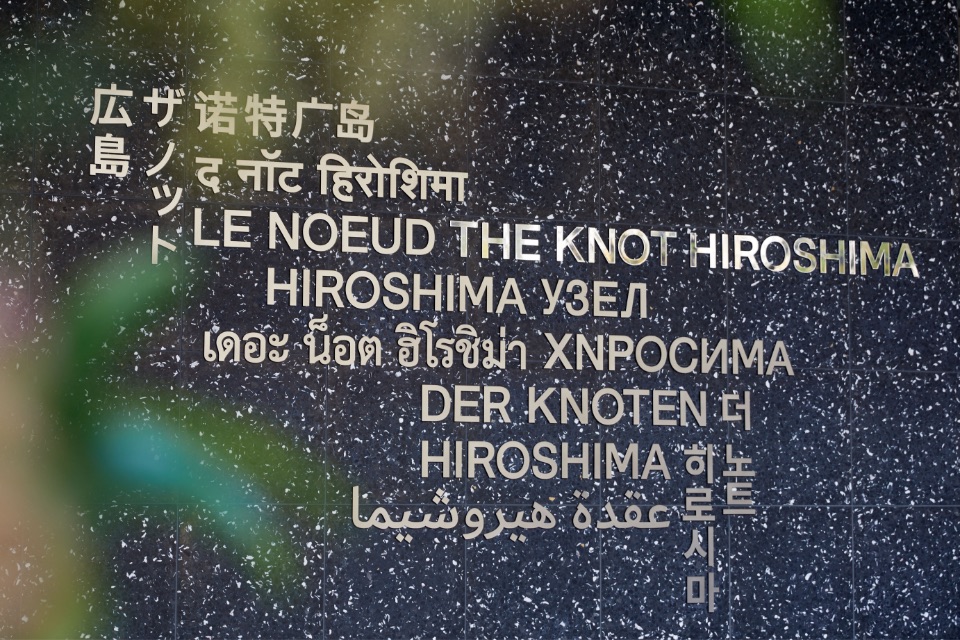 ザノット
広島
诺特广岛
द नॉट हिरोशिमा
LE NOEUD THE KNOT HIROSHIMA
HIROSHIMA УЗЕЛ
เดอะ น็อต ฮิโรชิม่า ХNРОСИМА
DER KNOTEN
HIROSHIMA
더노트
히로시마
عقدة هيروشيما